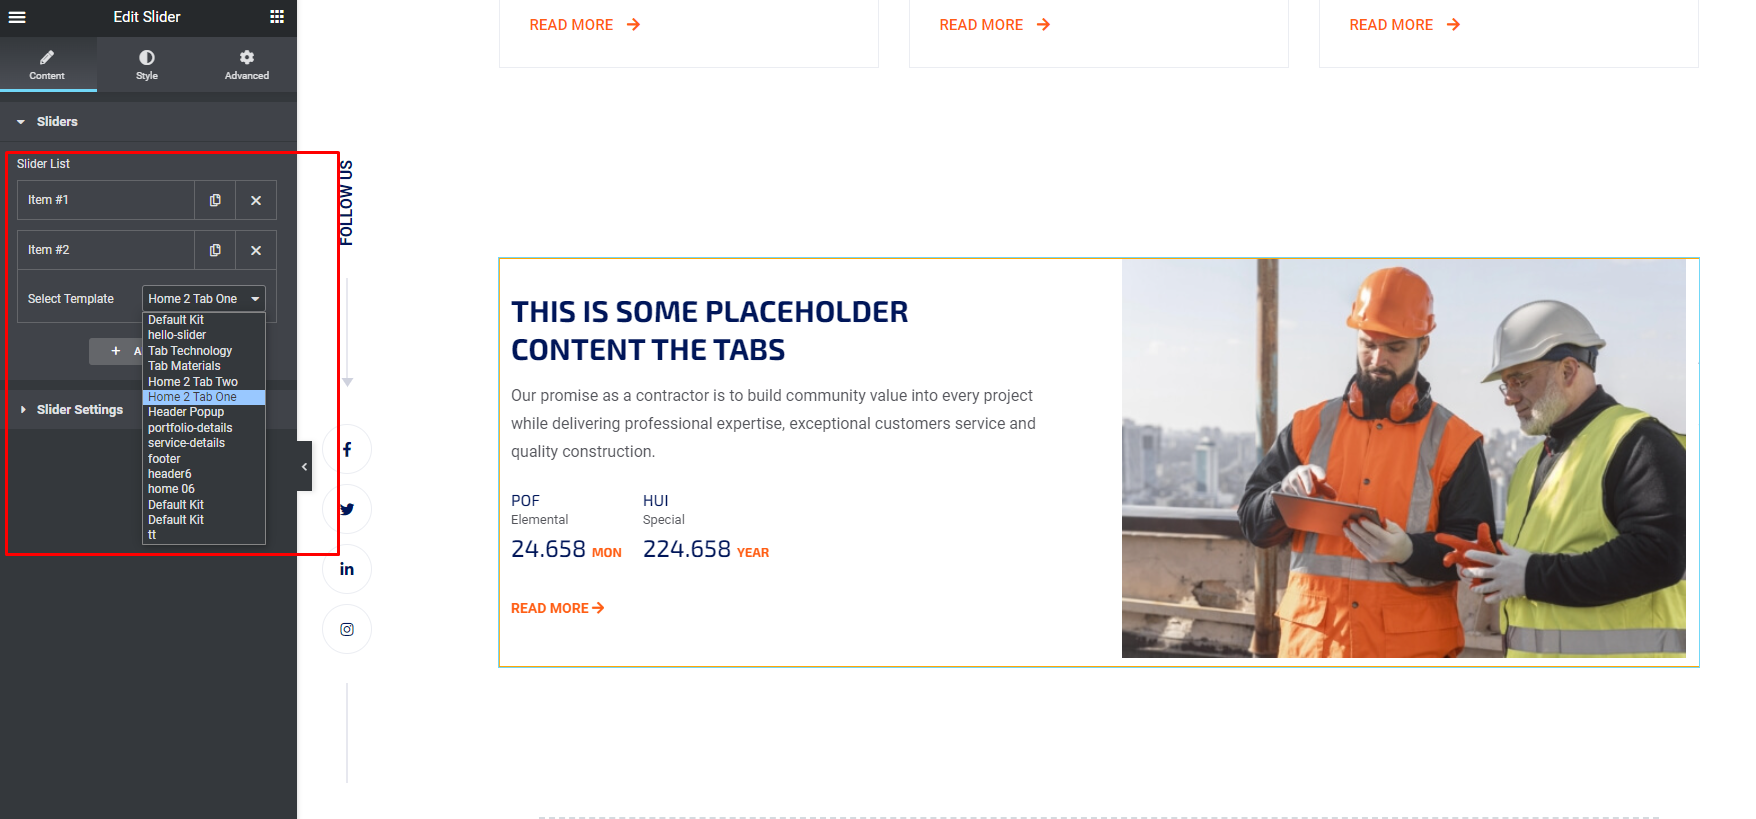 Edit Slider
Content
Style
Advanced
Sliders
Slider List
Item #1
Item #2
Select Template
Home 2 Tab One
Default Kit
hello-slider
Tab Technology
Tab Materials
Home 2 Tab Two
Home 2 Tab One
Header Popup
portfolio-details
service-details
footer
header6
home 06
Default Kit
Default Kit
tt
+ A
Slider Settings
FOLLOW US
READ MORE
READ MORE
READ MORE
THIS IS SOME PLACEHOLDER
CONTENT THE TABS
Our promise as a contractor is to build community value into every project
while delivering professional expertise, exceptional customers service and
quality construction.
POF
Elemental
24.658 MON
HUI
Special
224.658 YEAR
READ MORE